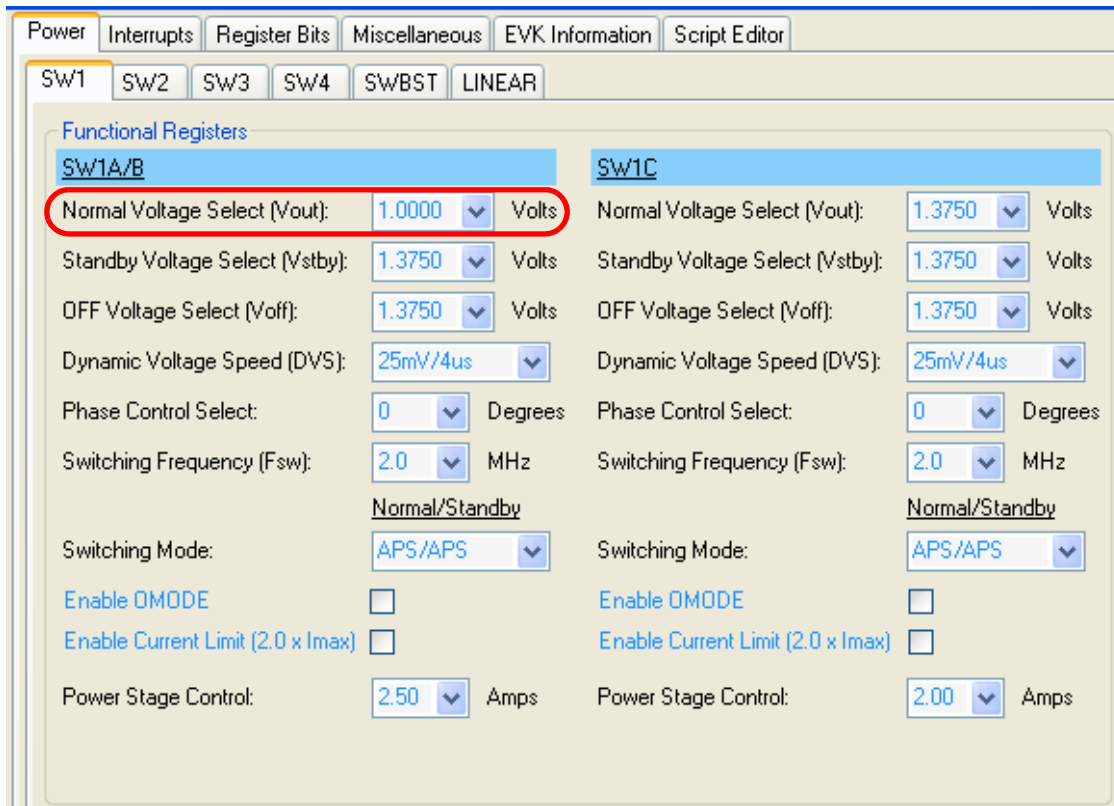 Power Interrupts Register Bits Miscellaneous EVK Information Script Editor
SW1 SW2 SW3 SW4 SWBST LINEAR
Functional Registers
SW1A/B SW1C
Normal Voltage Select (Vout): 1.0000 Volts Normal Voltage Select (Vout): 1.3750 Volts
Standby Voltage Select (Vstby): 1.3750 Volts Standby Voltage Select (Vstby): 1.3750 Volts
OFF Voltage Select (Voff): 1.3750 Volts OFF Voltage Select (Voff): 1.3750 Volts
Dynamic Voltage Speed (DVS): 25mV/4us Dynamic Voltage Speed (DVS): 25mV/4us
Phase Control Select: 0 Degrees Phase Control Select: 0 Degrees
Switching Frequency (Fsw): 2.0 MHz Switching Frequency (Fsw): 2.0 MHz
Normal/Standby Normal/Standby
Switching Mode: APS/APS Switching Mode: APS/APS
Enable OMODE Enable OMODE
Enable Current Limit (2.0 x Imax) Enable Current Limit (2.0 x Imax)
Power Stage Control: 2.50 Amps Power Stage Control: 2.00 Amps